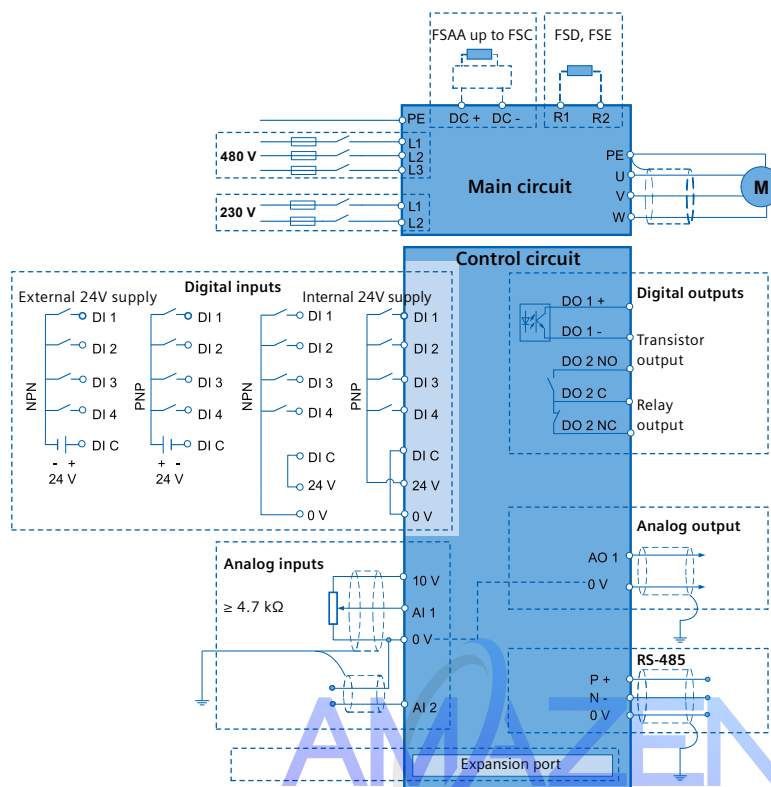 FSAA up to FSC
FSD, FSE
DC + DC - R1 R2
PE
480 V
L1
L2
L3
230 V
L1
L2
Main circuit
PE
U
V
W
M
Control circuit
Digital inputs
External 24V supply
Internal 24V supply
NPN
DI 1
DI 2
DI 3
DI 4
DI C
- +
24 V
PNP
DI 1
DI 2
DI 3
DI 4
DI C
+ -
24 V
NPN
DI 1
DI 2
DI 3
DI 4
DI C
24 V
0 V
PNP
DI 1
DI 2
DI 3
DI 4
DI C
24 V
0 V
Digital outputs
DO 1 +
DO 1 -
Transistor
output
DO 2 NO
DO 2 C
DO 2 NC
Relay
output
Analog output
AO 1
0 V
Analog inputs
≥ 4.7 kΩ
10 V
AI 1
0 V
AI 2
RS-485
P +
N -
0 V
Expansion port
AMAZEN